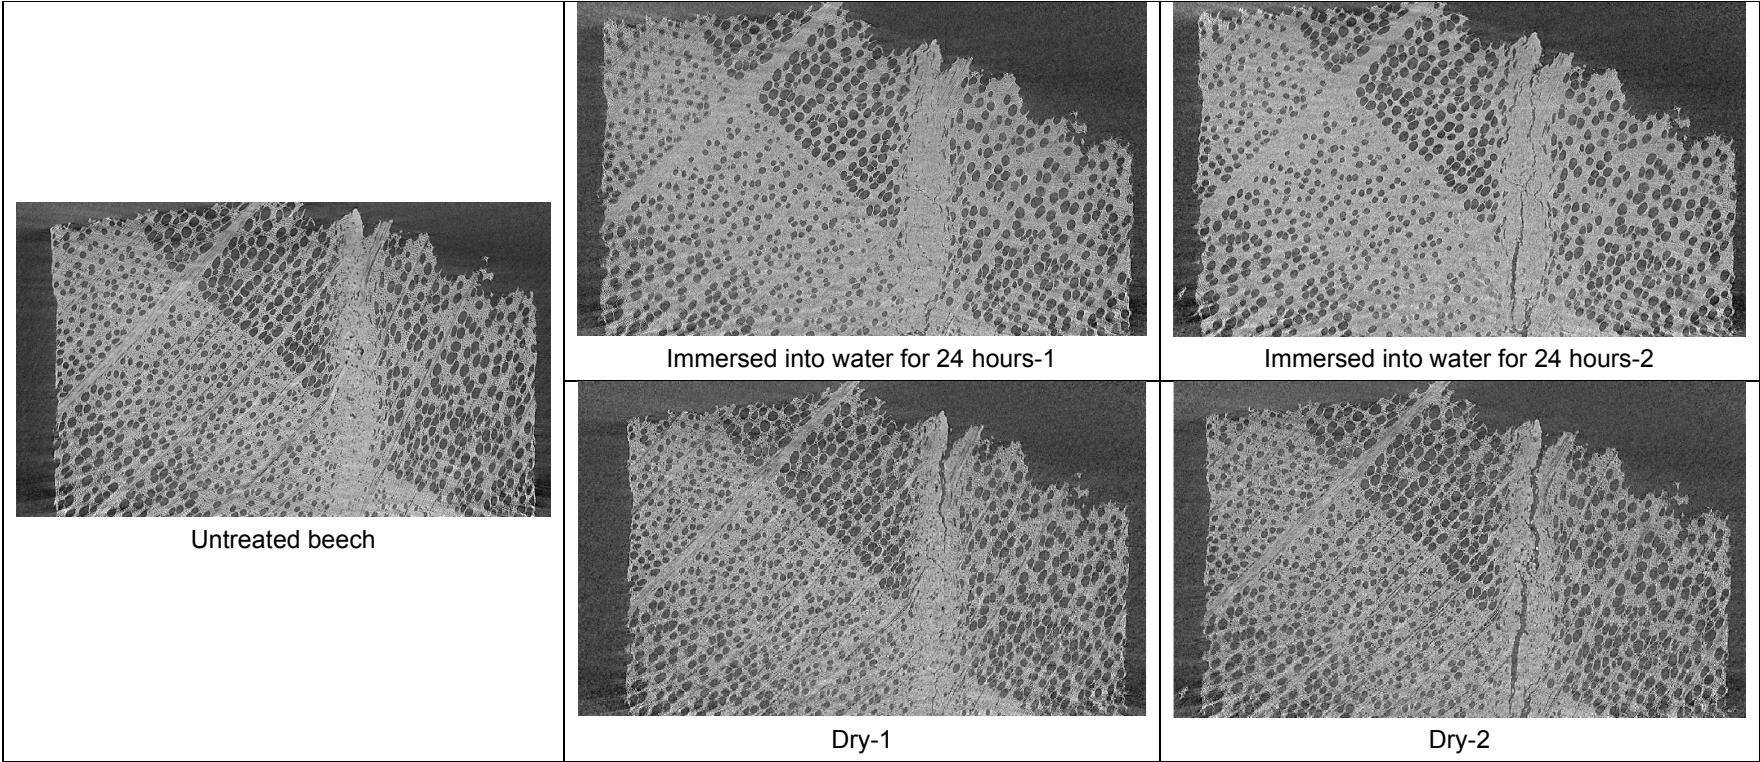 Immersed into water for 24 hours-1
Immersed into water for 24 hours-2
Untreated beech
Dry-1
Dry-2